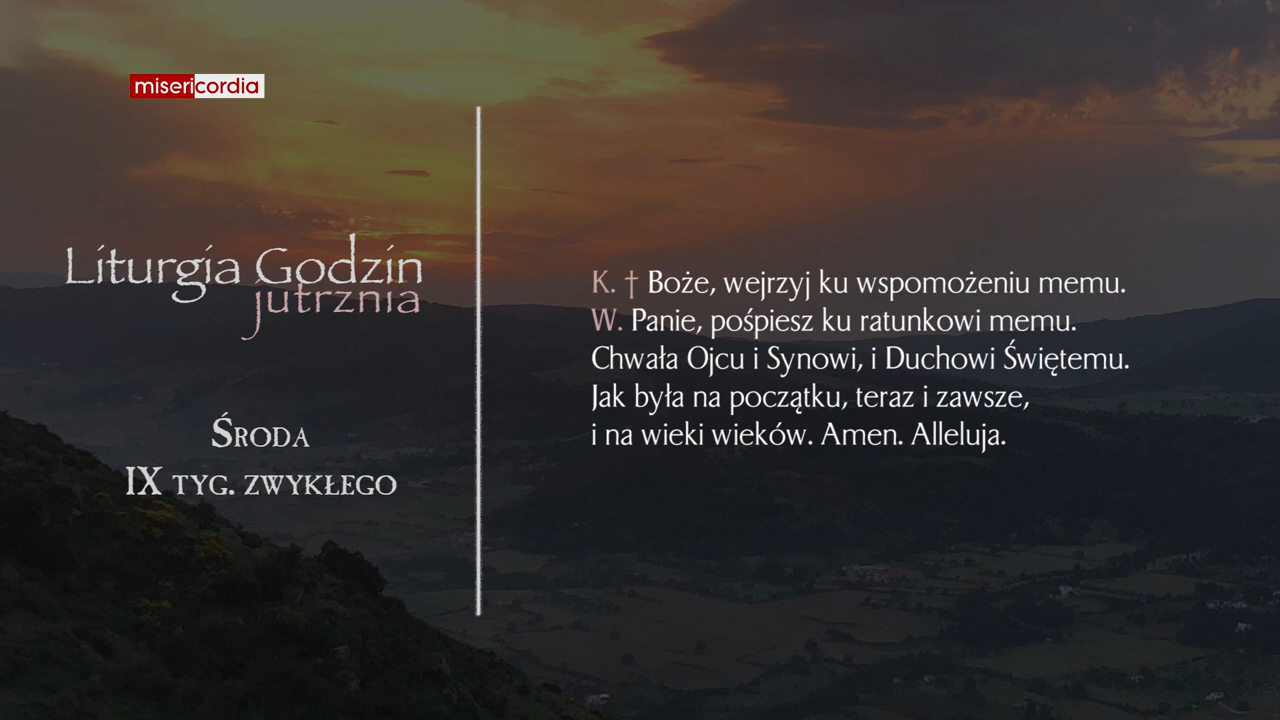 misericordia
Liturgia Godzin
jutrznia
Środa
IX tyg. zwykłego
K. † Boże, wejrzyj ku wspomożeniu memu.
W. Panie, pośpiesz ku ratunkowi memu.
Chwała Ojcu i Synowi, i Duchowi Świętemu.
Jak była na początku, teraz i zawsze,
i na wieki wieków. Amen. Alleluja.